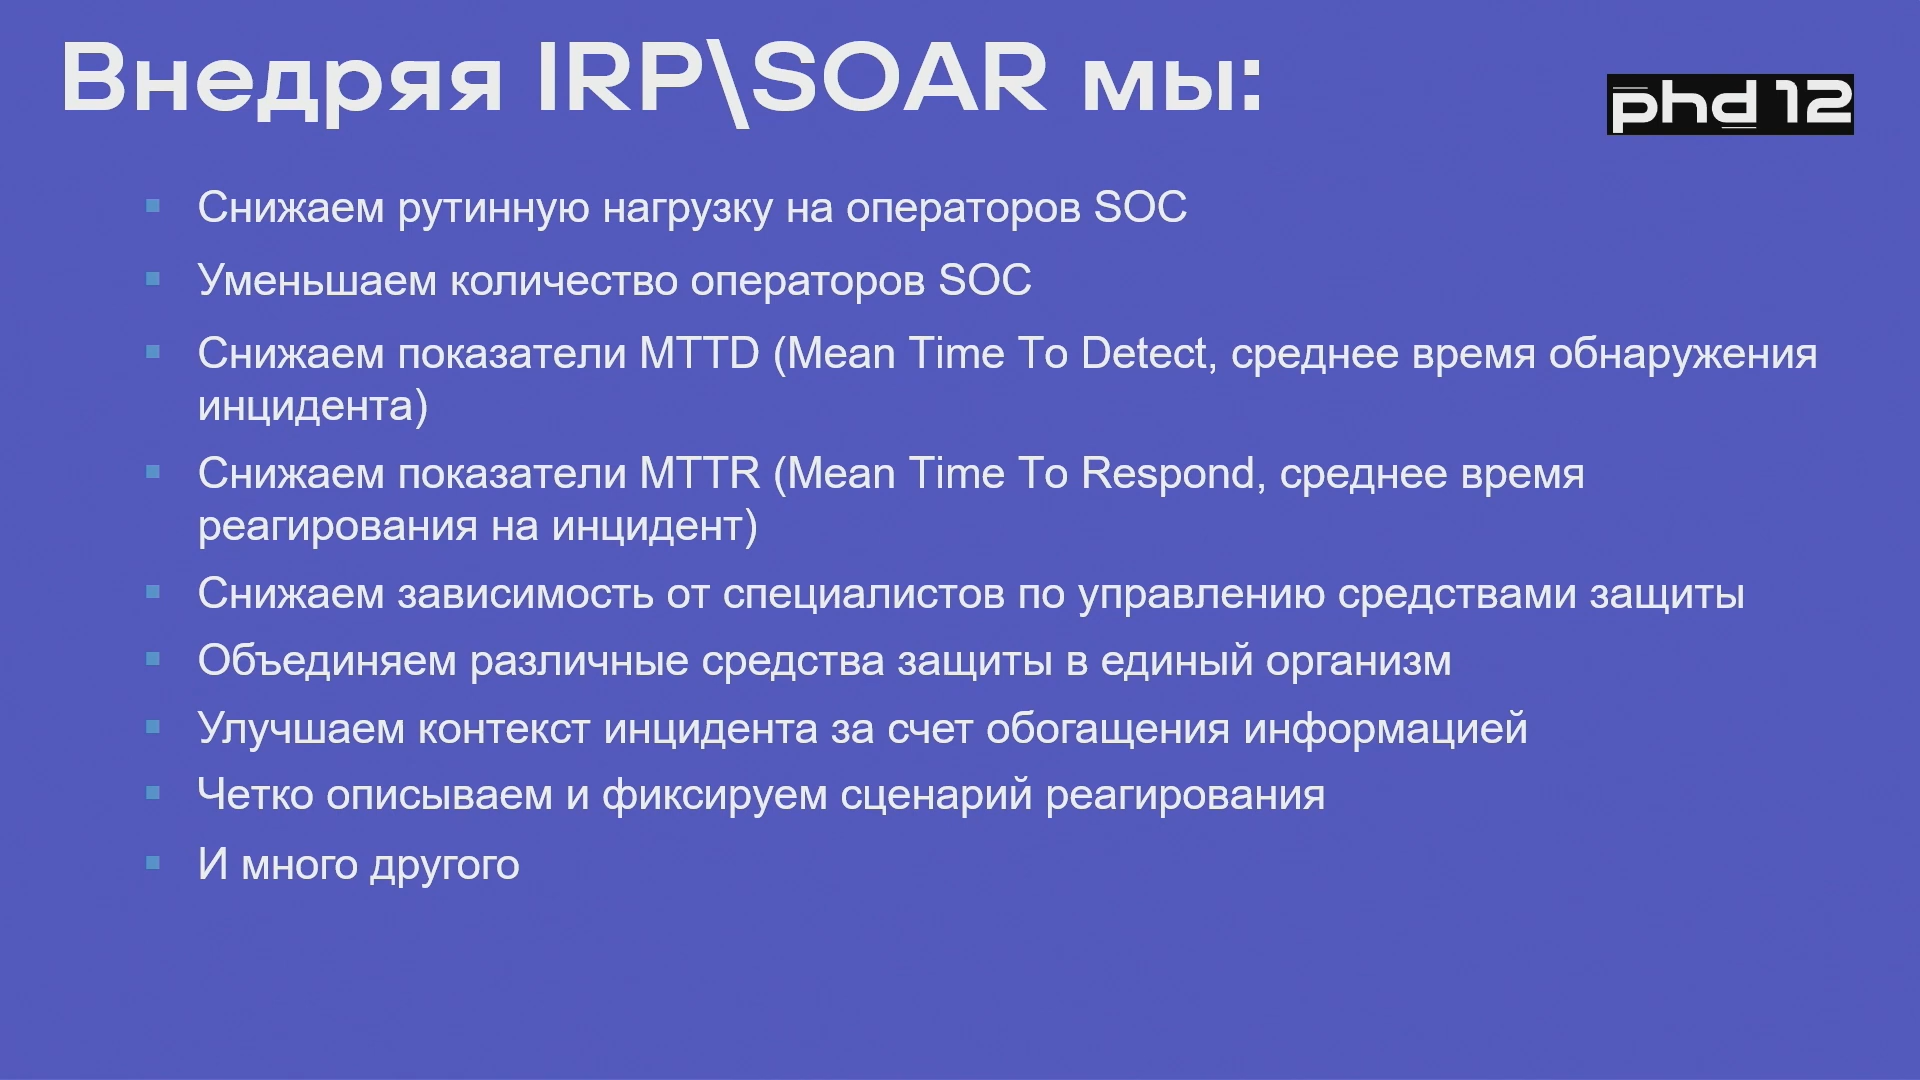 Внедряя IRP\SOAR мы:
phd 12
Снижаем рутинную нагрузку на операторов SOC
Уменьшаем количество операторов SOC
Снижаем показатели MTTD (Mean Time To Detect, среднее время обнаружения
инцидента)
Снижаем показатели MTTR (Mean Time To Respond, среднее время
реагирования на инцидент)
Снижаем зависимость от специалистов по управлению средствами защиты
Объединяем различные средства защиты в единый организм
Улучшаем контекст инцидента за счет обогащения информацией
Четко описываем и фиксируем сценарий реагирования
И много другого